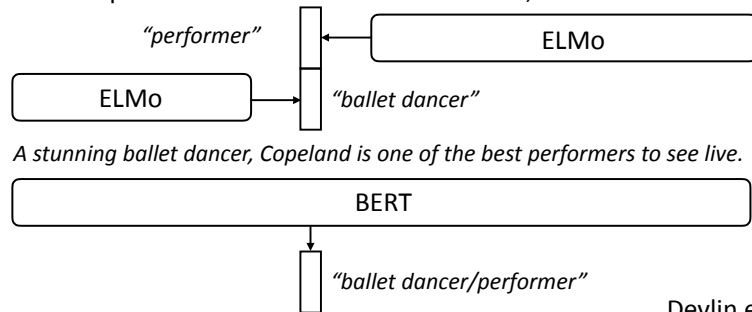 “performer”
ELMo
ELMo
“ballet dancer”
A stunning ballet dancer, Copeland is one of the best performers to see live.
BERT
“ballet dancer/performer”
Devlin e